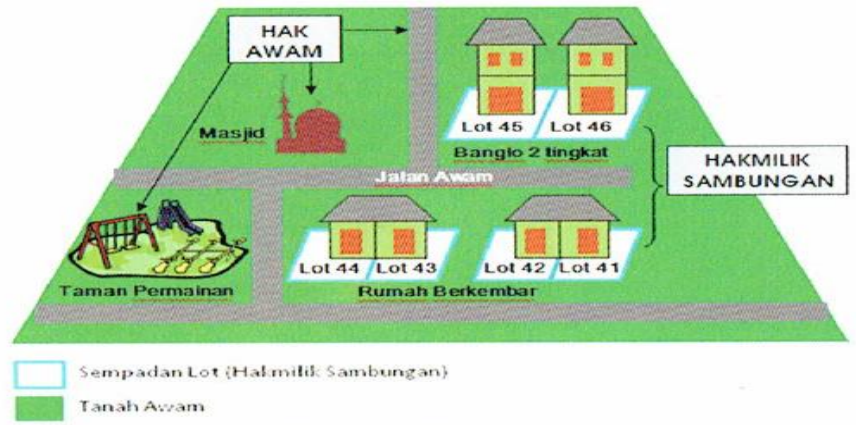 HAK
AWAM
Masjid
Lot 45
Lot 46
Banglo 2 tingkat
HAKMILIK
SAMBUNGAN
Jalan Awam
Lot 44
Lot 43
Lot 42
Lot 41
Taman Permainan
Rumah Berkembar
Sempadan Lot (Hakmilik Sambungan)
Tanah Awam